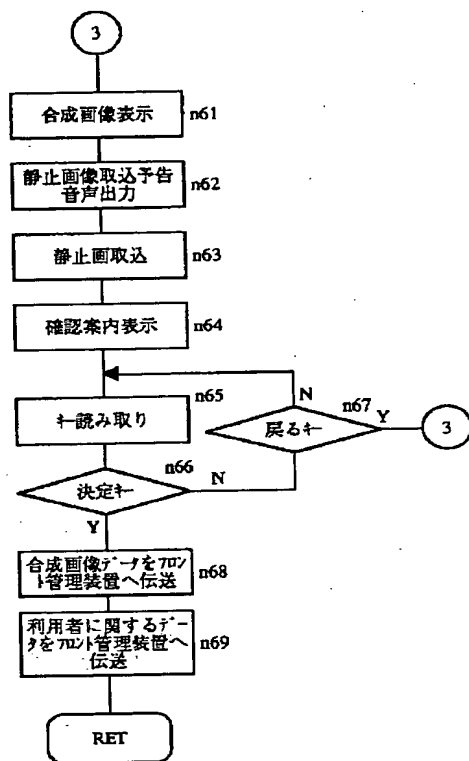 3
合成画像表示
n61
静止画像取込予告
音声出力
n62
静止画取込
n63
確認案内表示
n64
N
n65
n67
Y
キー読み取り
戻るキー
3
n66
決定キー
N
Y
合成画像データをフロン
ト管理装置へ伝送
n68
利用者に関するデー
タをフロント管理装置へ
伝送
n69
RET